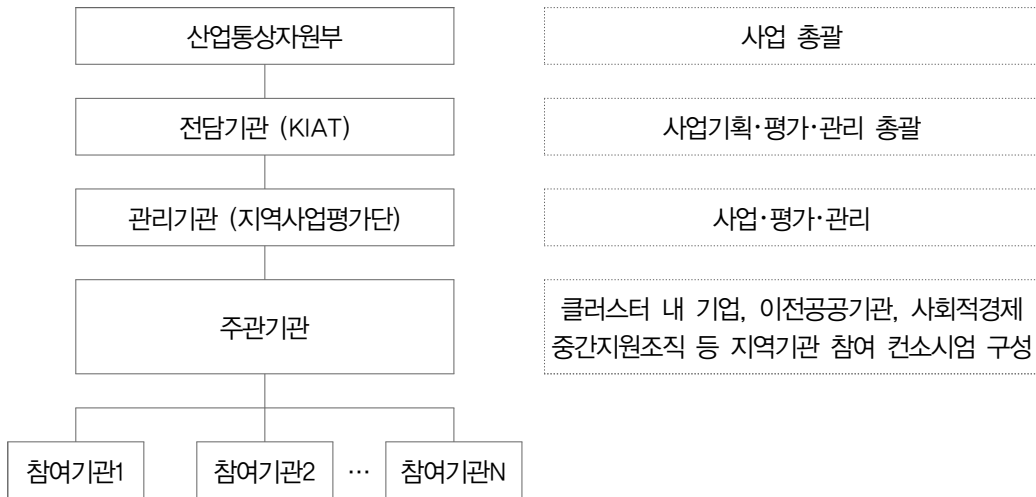 산업통상자원부
사업 총괄
전담기관 (KIAT)
사업기획·평가·관리 총괄
관리기관 (지역사업평가단)
사업·평가·관리
주관기관
클러스터 내 기업, 이전공공기관, 사회적경제
중간지원조직 등 지역기관 참여 컨소시엄 구성
참여기관1
참여기관2
…
참여기관N